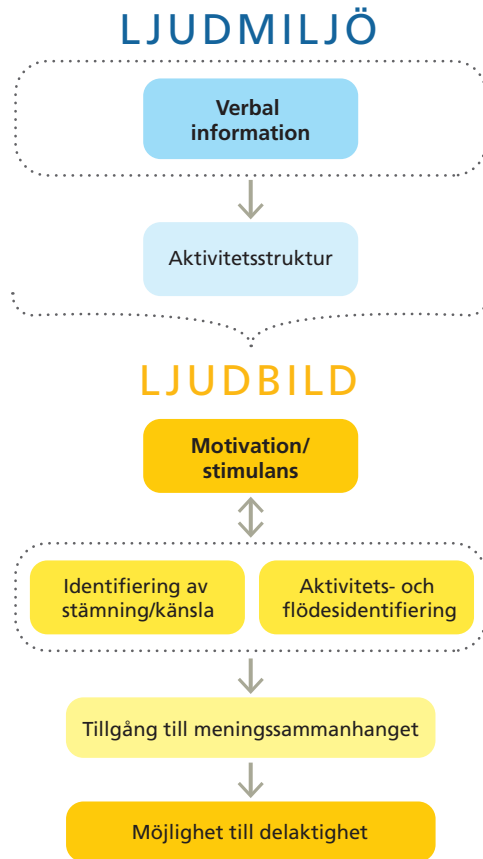 LJUDMILJÖ
Verbal
information
Aktivitetsstruktur
LJUDBILD
Motivation/
stimulans
Identifiering av
stämning/känsla
Aktivitets- och
flödesidentifiering
Tillgång till meningssammanhanget
Möjlighet till delaktighet